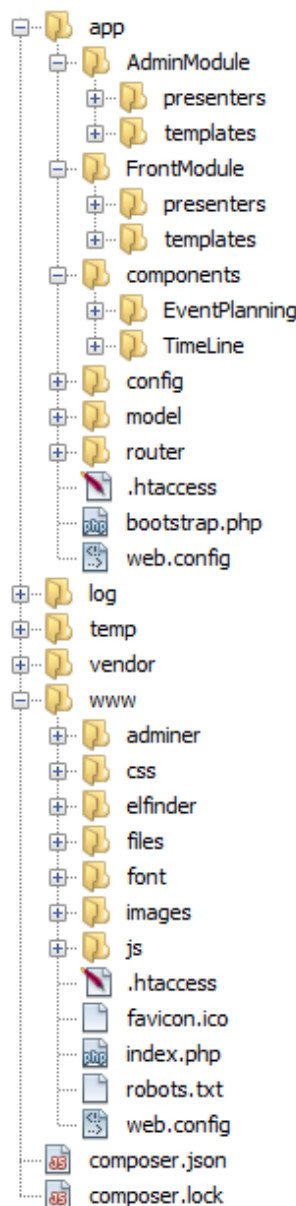 app
AdminModule
presenters
templates
FrontModule
presenters
templates
components
EventPlanning
TimeLine
config
model
router
.htaccess
bootstrap.php
web.config
log
temp
vendor
www
adminer
css
elfinder
files
font
images
js
.htaccess
favicon.ico
index.php
robots.txt
web.config
composer.json
composer.lock